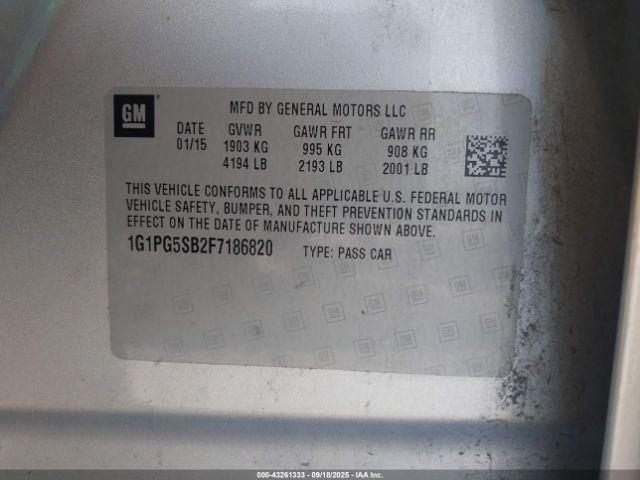 GM
MFD BY GENERAL MOTORS LLC
DATE GVWR GAWR FRT GAWR RR
01/15 1903 KG 995 KG 908 KG
4194 LB 2193 LB 2001 LB
THIS VEHICLE CONFORMS TO ALL APPLICABLE U.S. FEDERAL MOTOR
VEHICLE SAFETY, BUMPER, AND THEFT PREVENTION STANDARDS IN
EFFECT ON THE DATE OF MANUFACTURE SHOWN ABOVE.
1G1PG5SB2F7186820 TYPE: PASS CAR
000-43261333 - 09/18/2025 - IAA Inc.